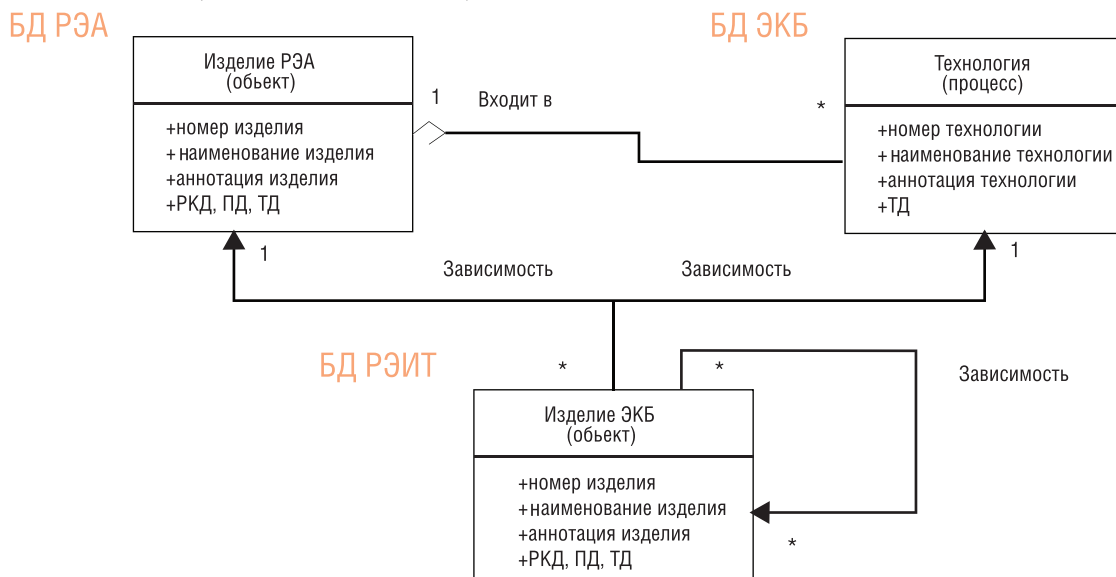 БД РЭА
БД ЭКБ
Изделие РЭА
(обьект)
+номер изделия
+наименование изделия
+аннотация изделия
+РКД, ПД, ТД
1
Входит в
*
Технология
(процесс)
+номер технологии
+наименование технологии
+аннотация технологии
+ТД
1
Зависимость
Зависимость
1
БД РЭИТ
*
*
Зависимость
Изделие ЭКБ
(обьект)
+номер изделия
+наименование изделия
+аннотация изделия
+РКД, ПД, ТД
*